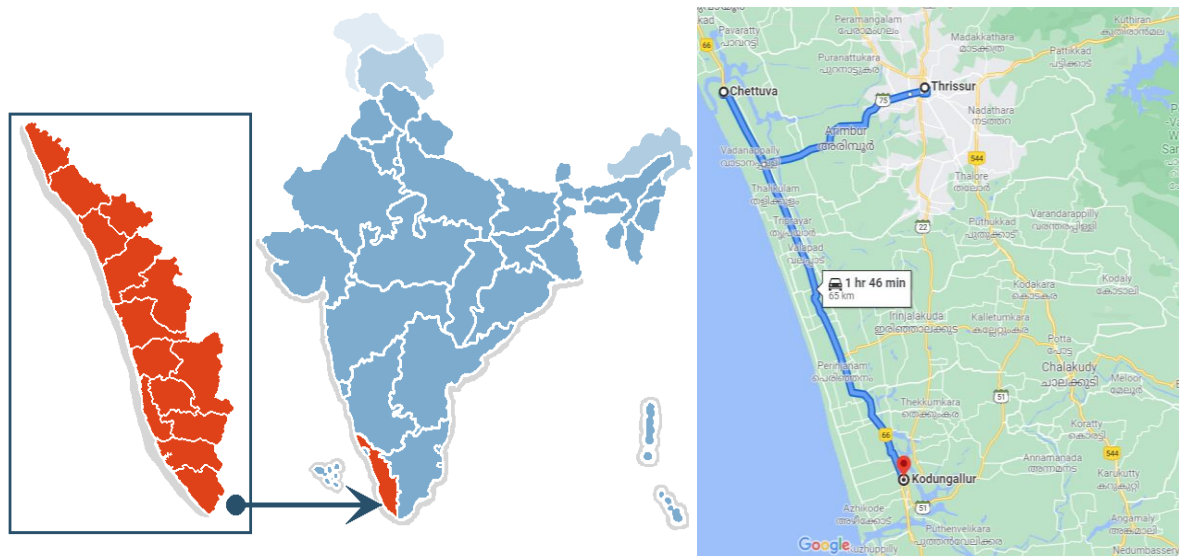 66
Pavaratty
പാവറട്ടി
Peramangalam
പേരാമംഗലം
Madakkathara
മാടക്കത്ര
Kuthiran
കുതിരാൻമല
Pattikkad
പട്ടിക്കാട്
Puranattukara
പുറനാട്ടുകര
Chettuva
Thrissur
75
Nadathara
നടത്തറ
Arimbur
അരിമ്പൂർ
Vadanappally
വാടാനപ്പള്ളി
544
Thalore
തലോർ
Thalikulam
തളിക്കുളം
Triprayar
തൃപ്രയാർ
22
Puthukkad
പുതുക്കാട്
Varandarappilly
വരന്തരപ്പിള്ളി
Valapad
വലപ്പാട്
1 hr 46 min
65 km
Kodaly
കോടാലി
Kodakara
കൊടകര
Irinjalakuda
ഇരിഞ്ഞാലക്കുട
Kalletumkara
കല്ലേറ്റുംകര
Potta
പോട്ട
Perinjanam
പെരിഞ്ഞനം
Chalakudy
ചാലക്കുടി
Meloor
മേലൂർ
Thekkumkara
തെക്കുംകര
51
66
Koratty
കൊരട്ടി
544
Annamanada
അന്നമനട
Kodungallur
Karukutty
കറുകുറ്റി
51
Azhikode
അഴീക്കോട്
Puthenvelikara
പുത്തൻവേലിക്കര
Angamaly
അങ്കമാലി
Google
Nedumbassery